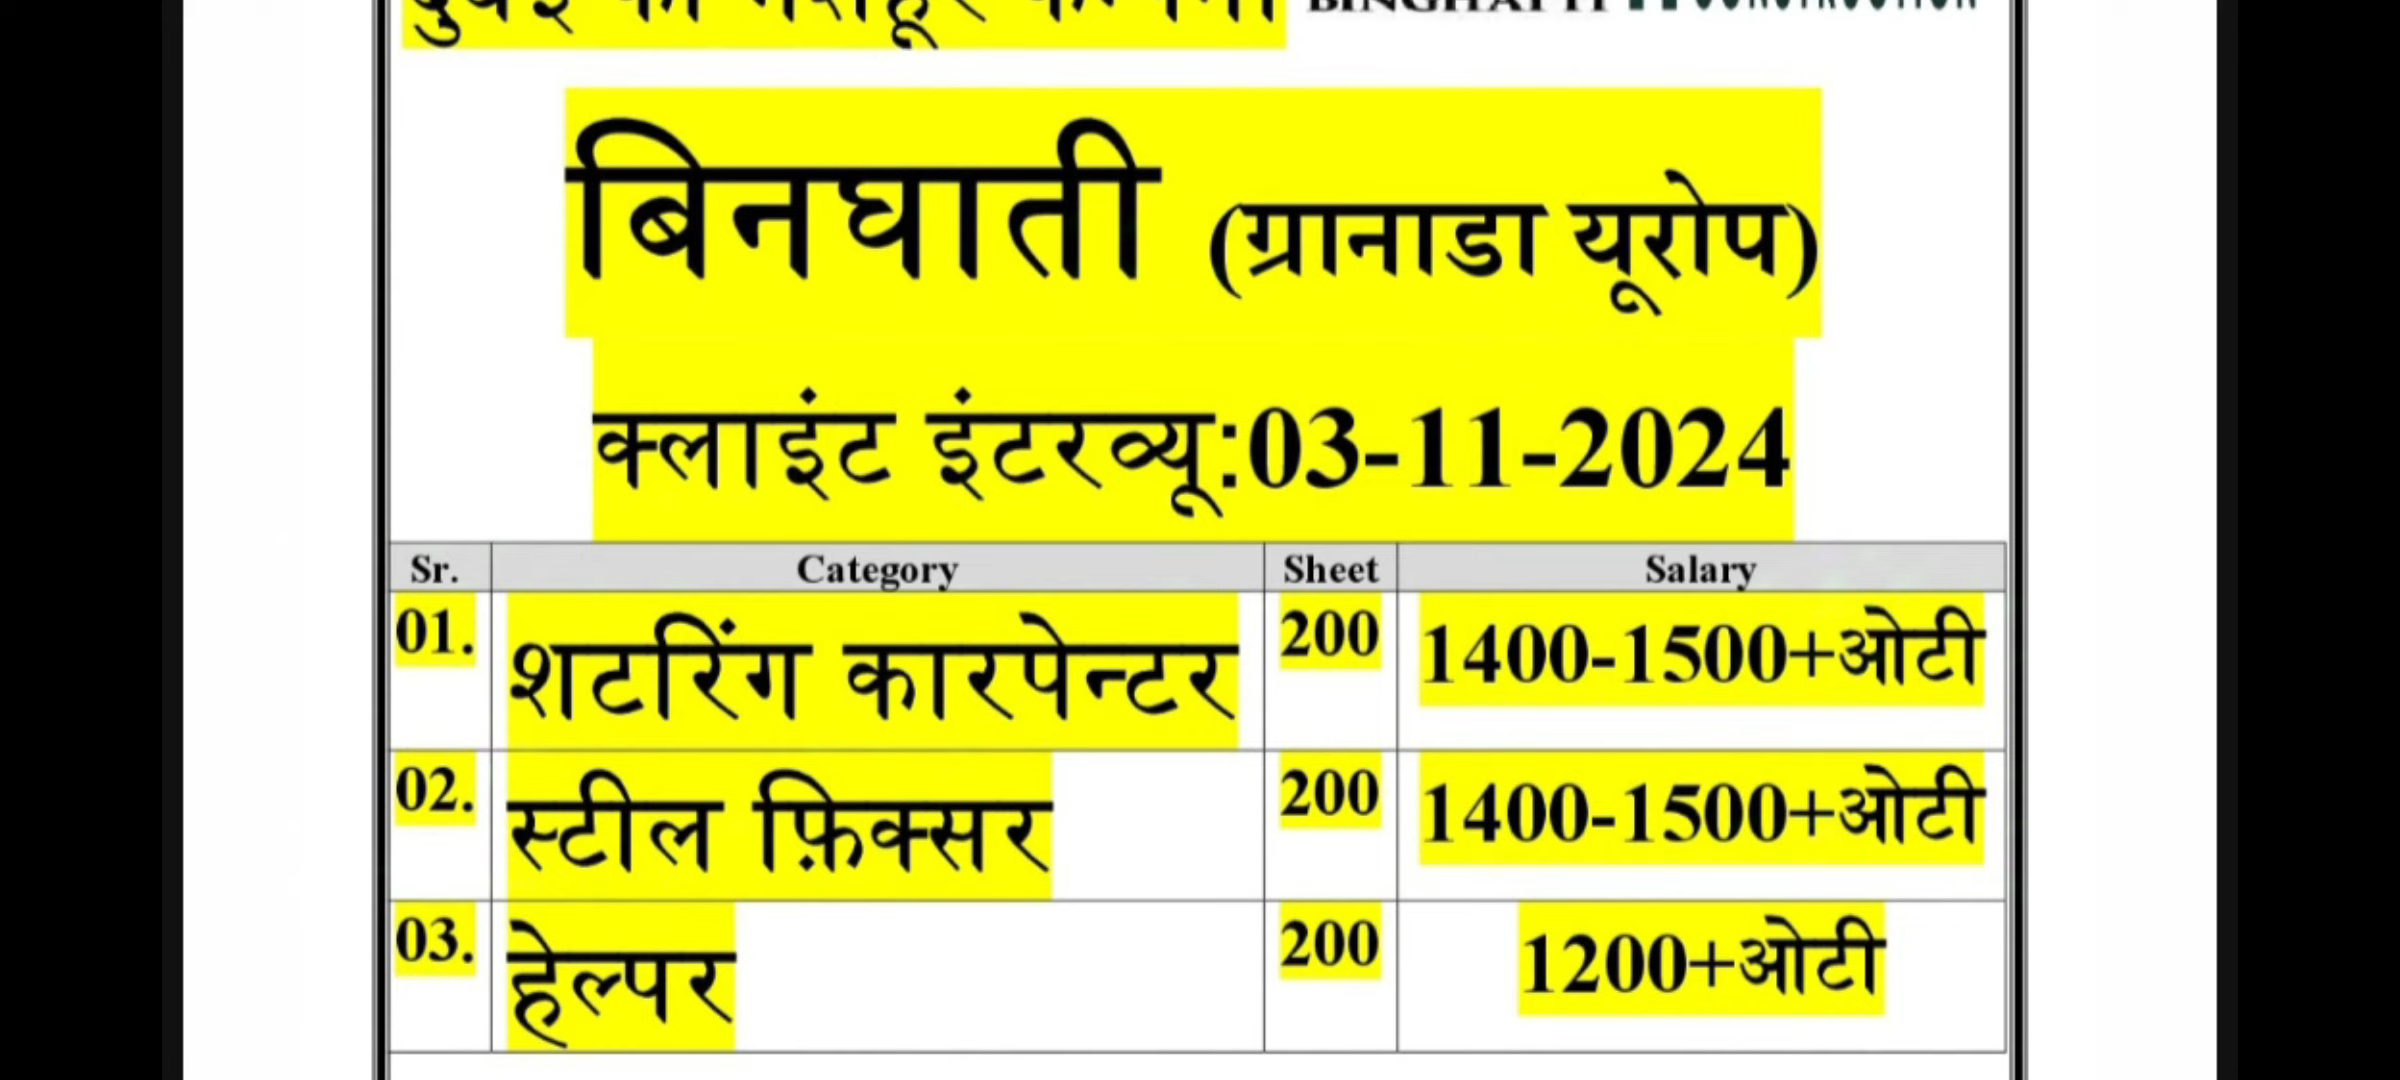 बिनघाती (ग्रानाडा यूरोप)
क्लाइंट इंटरव्यू:03-11-2024
Sr. Category Sheet Salary
01. शटरिंग कारपेन्टर 200 1400-1500+ओटी
02. स्टील फ़िक्सर 200 1400-1500+ओटी
03. हेल्पर 200 1200+ओटी